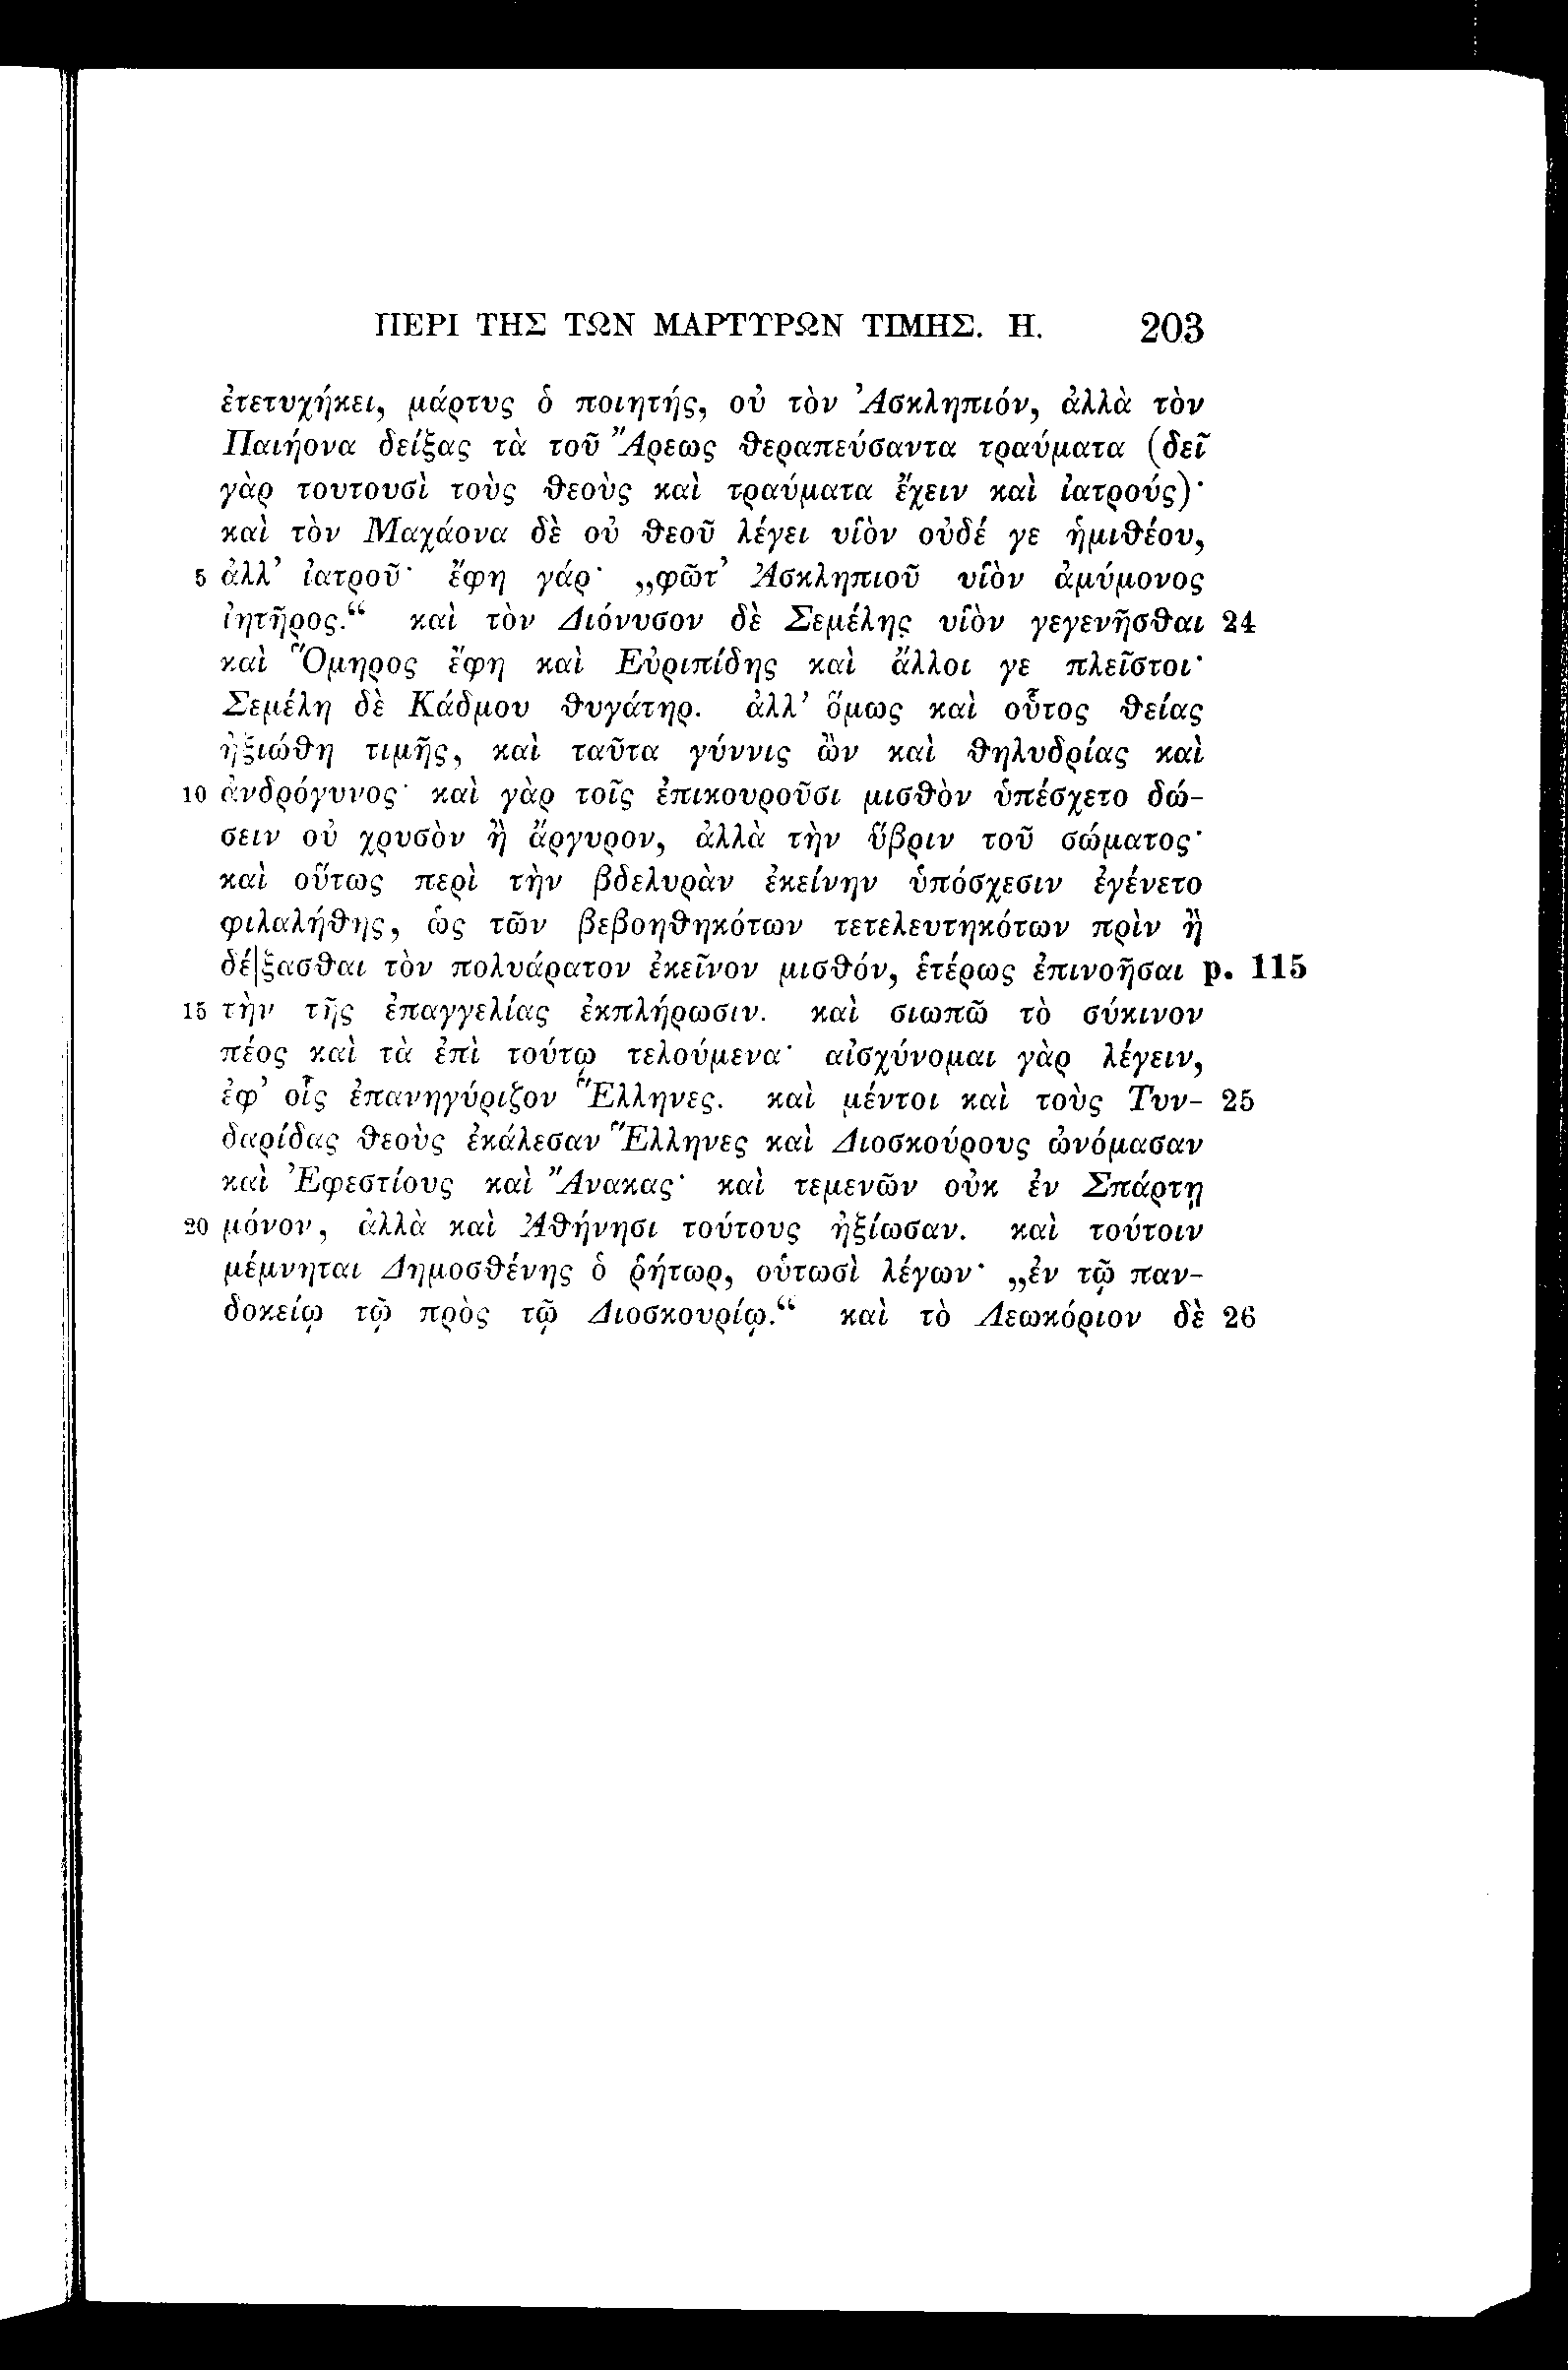 ΠΕΡΙ ΤΗΣ ΤΩΝ ΜΑΡΤΥΡΩΝ ΤΙΜΗΣ. Η. 203
ἐτετυχήκει, μάρτυς ὁ ποιητής, οὐ τὸν Ἀσκληπιόν, ἀλλὰ τὸν
Παιήονα δείξας τὰ τοῦ Ἄρεως θεραπεύσαντα τραύματα (δεῖ
γὰρ τουτουσὶ τοὺς θεοὺς καὶ τραύματα ἔχειν καὶ ἰατρούς)·
καὶ τὸν Μαχάονα δὲ οὐ θεοῦ λέγει υἱὸν οὐδέ γε ἡμιθέου,
5 ἀλλ’ ἰατροῦ· ἔφη γάρ· „φῶτ’ Ἀσκληπιοῦ υἱὸν ἀμύμονος
ἰητῆρος.“ καὶ τὸν Διόνυσον δὲ Σεμέλης υἱὸν γεγενῆσθαι 24
καὶ Ὅμηρος ἔφη καὶ Εὐριπίδης καὶ ἄλλοι γε πλεῖστοι·
Σεμέλη δὲ Κάδμου θυγάτηρ. ἀλλ’ ὅμως καὶ οὗτος θείας
ἠξιώθη τιμῆς, καὶ ταῦτα γύννις ὢν καὶ θηλυδρίας καὶ
10 ἀνδρόγυνος· καὶ γὰρ τοῖς ἐπικουροῦσι μισθὸν ὑπέσχετο δώ-
σειν οὐ χρυσὸν ἢ ἄργυρον, ἀλλὰ τὴν ὕβριν τοῦ σώματος·
καὶ οὕτως περὶ τὴν βδελυρὰν ἐκείνην ὑπόσχεσιν ἐγένετο
φιλαλήθης, ὡς τῶν βεβοηθηκότων τετελευτηκότων πρὶν ἢ
δέ|ξασθαι τὸν πολυάρατον ἐκεῖνον μισθόν, ἑτέρως ἐπινοῆσαι p. 115
15 τὴν τῆς ἐπαγγελίας ἐκπλήρωσιν. καὶ σιωπῶ τὸ σύκινον
πέος καὶ τὰ ἐπὶ τούτῳ τελούμενα· αἰσχύνομαι γὰρ λέγειν,
ἐφ’ οἷς ἐπανηγύριζον Ἕλληνες. καὶ μέντοι καὶ τοὺς Τυν- 25
δαρίδας θεοὺς ἐκάλεσαν Ἕλληνες καὶ Διοσκούρους ὠνόμασαν
καὶ Ἐφεστίους καὶ Ἄνακας· καὶ τεμενῶν οὐκ ἐν Σπάρτῃ
20 μόνον, ἀλλὰ καὶ Ἀθήνησι τούτους ἠξίωσαν. καὶ τούτοιν
μέμνηται Δημοσθένης ὁ ῥήτωρ, οὑτωσὶ λέγων· „ἐν τῷ παν-
δοκείῳ τῷ πρὸς τῷ Διοσκουρίῳ.“ καὶ τὸ Λεωκόριον δὲ 26